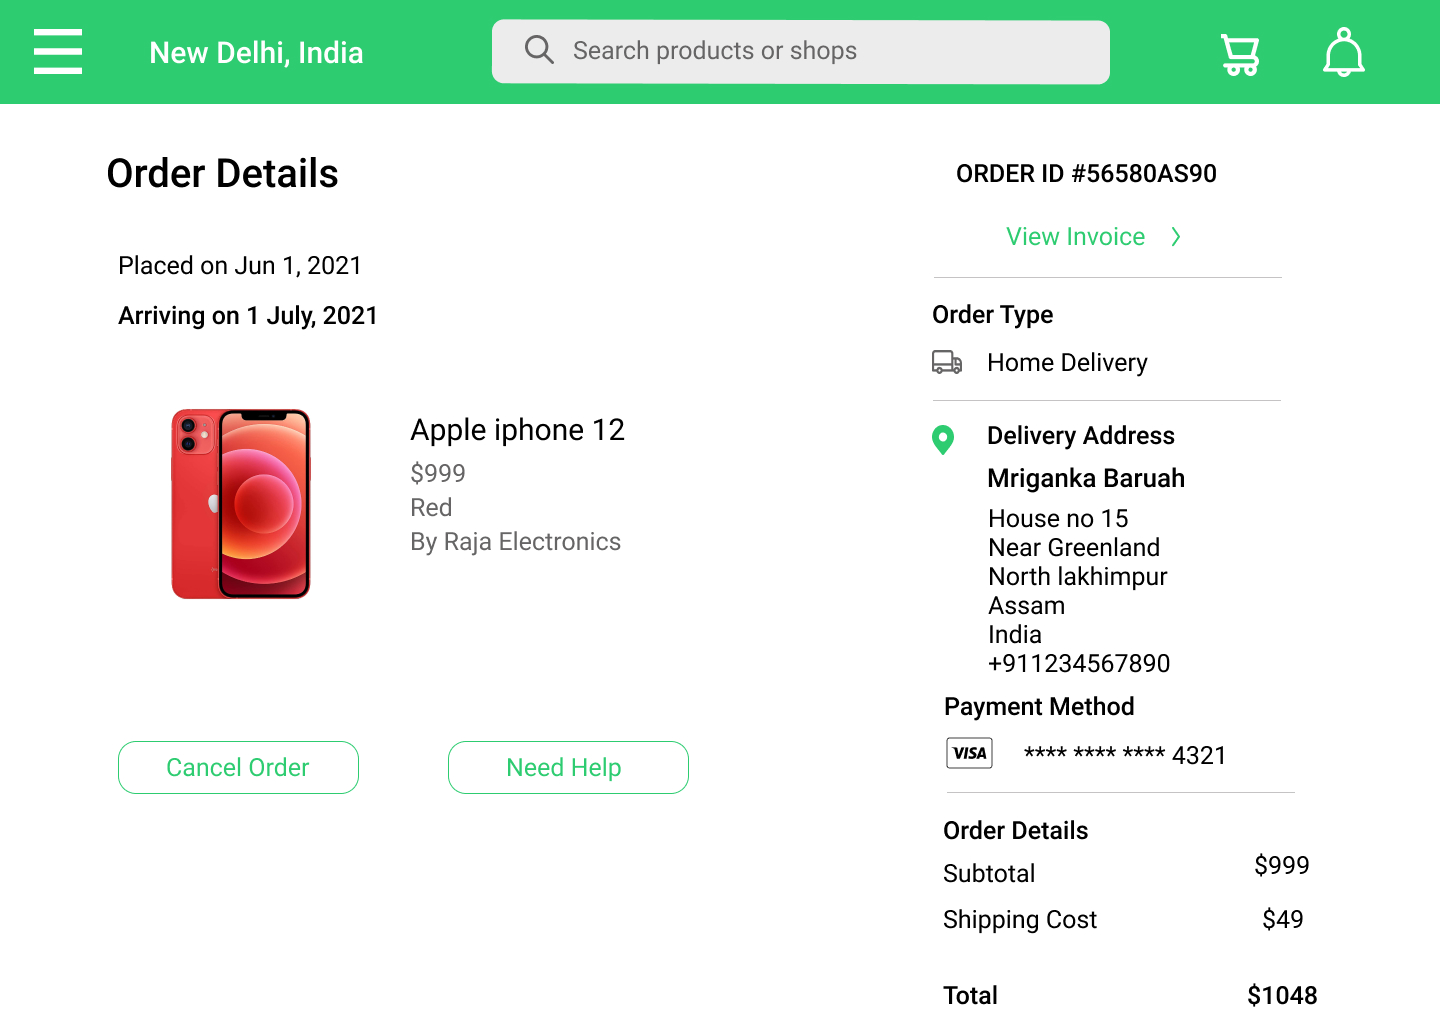 New Delhi, India
Search products or shops
Order Details
Placed on Jun 1, 2021
Arriving on 1 July, 2021
Apple iphone 12
$999
Red
By Raja Electronics
Cancel Order
Need Help
ORDER ID #56580AS90
View Invoice
Order Type
Home Delivery
Delivery Address
Mriganka Baruah
House no 15
Near Greenland
North lakhimpur
Assam
India
+911234567890
Payment Method
VISA **** **** **** 4321
Order Details
Subtotal $999
Shipping Cost $49
Total $1048